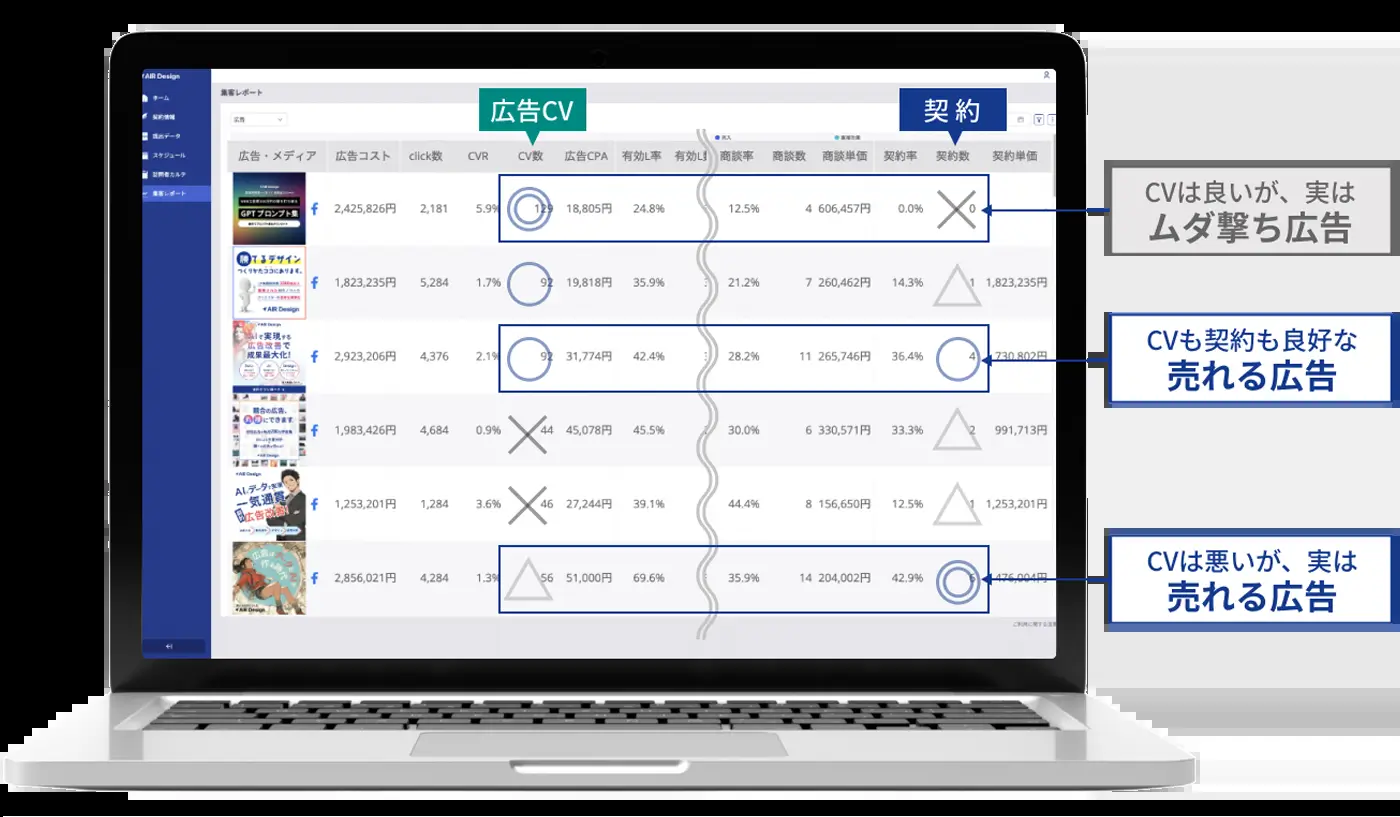 AIR Design
ホーム
契約情報
提出データ
スケジュール
訪問者カルテ
集客レポート
集客レポート
広告
広告CV
契約
広告・メディア 広告コスト click数 CVR CV数 広告CPA 有効L率 商談率 商談数 商談単価 契約率 契約数 契約単価
GPT プロンプト集
2,425,826円 2,181 5.9% 129 18,805円 24.8% 12.5% 4 606,457円 0.0% 0
勝てるデザイン
つくりかたココにあります。
AIR Design
1,823,235円 5,284 1.7% 92 19,818円 35.9% 21.2% 7 260,462円 14.3% 1 1,823,235円
AIR Design
AIで実現する
広告改善で
成果最大化!
2,923,206円 4,376 2.1% 92 31,774円 42.4% 28.2% 11 265,746円 36.4% 4 730,802円
競合の広告、
丸裸にできます
1,983,426円 4,684 0.9% 44 45,078円 45.5% 30.0% 6 330,571円 33.3% 2 991,713円
AIR Design
AIとデータで実現
一気通貫
広告改善!
1,253,201円 1,284 3.6% 46 27,244円 39.1% 44.4% 8 156,650円 12.5% 1 1,253,201円
AIR Design
2,856,021円 4,284 1.3% 56 51,000円 69.6% 35.9% 14 204,002円 42.9% 6 476,004円
CVは良いが、実は
ムダ撃ち広告
CVも契約も良好な
売れる広告
CVは悪いが、実は
売れる広告